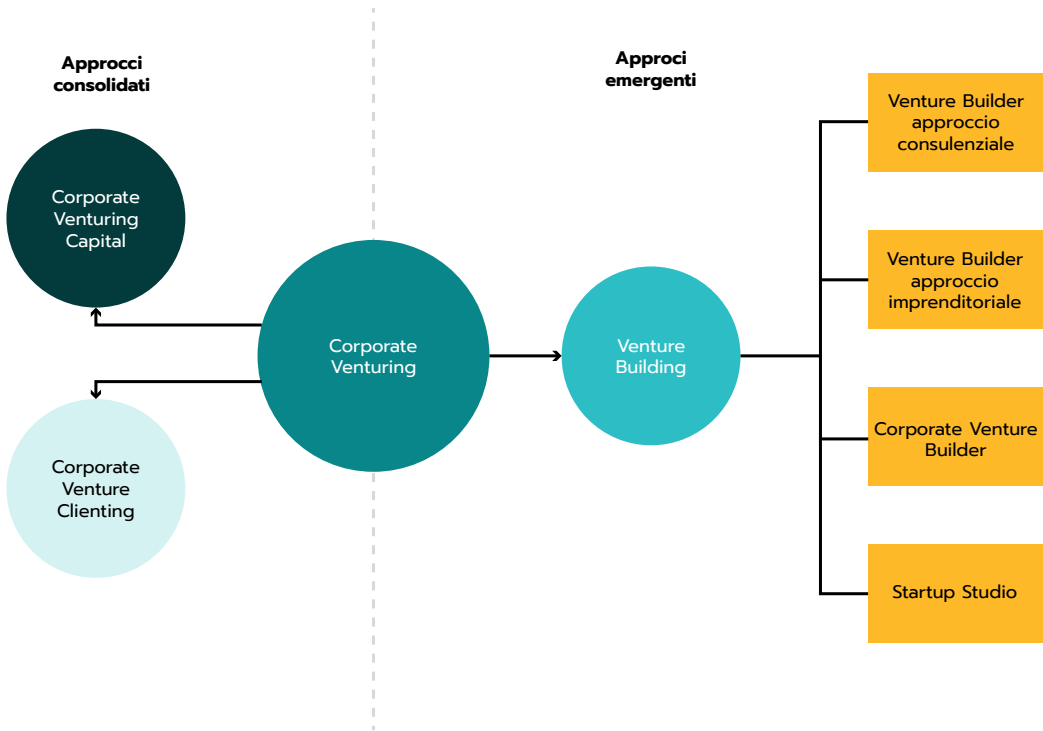 Approcci
consolidati
Approci
emergenti
Corporate
Venturing
Capital
Corporate
Venture
Clienting
Corporate
Venturing
Venture
Building
Venture Builder
approccio
consulenziale
Venture Builder
approccio
imprenditoriale
Corporate Venture
Builder
Startup Studio